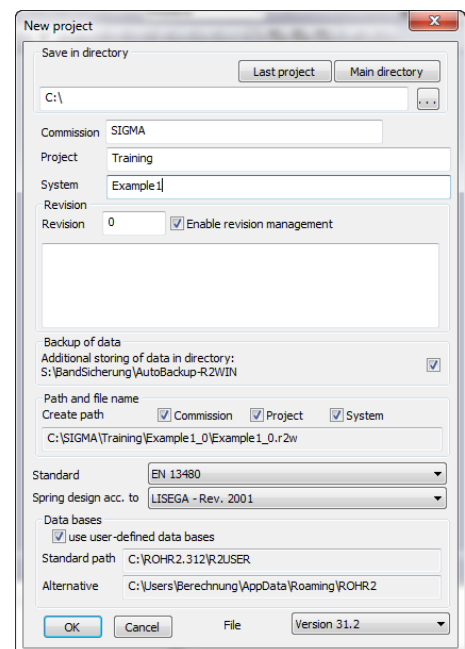 New project
Save in directory
Last project Main directory
C:\ ...
Commission SIGMA
Project Training
System Example1
Revision
Revision 0 Enable revision management
Backup of data
Additional storing of data in directory:
S:\BandSicherung\AutoBackup-R2WIN
Path and file name
Create path Commission Project System
C:\SIGMA\Training\Example1_0\Example1_0.r2w
Standard EN 13480
Spring design acc. to LISEGA - Rev. 2001
Data bases
use user-defined data bases
Standard path C:\ROHR2.312\R2USER
Alternative C:\Users\Berechnung\AppData\Roaming\ROHR2
OK Cancel File Version 31.2